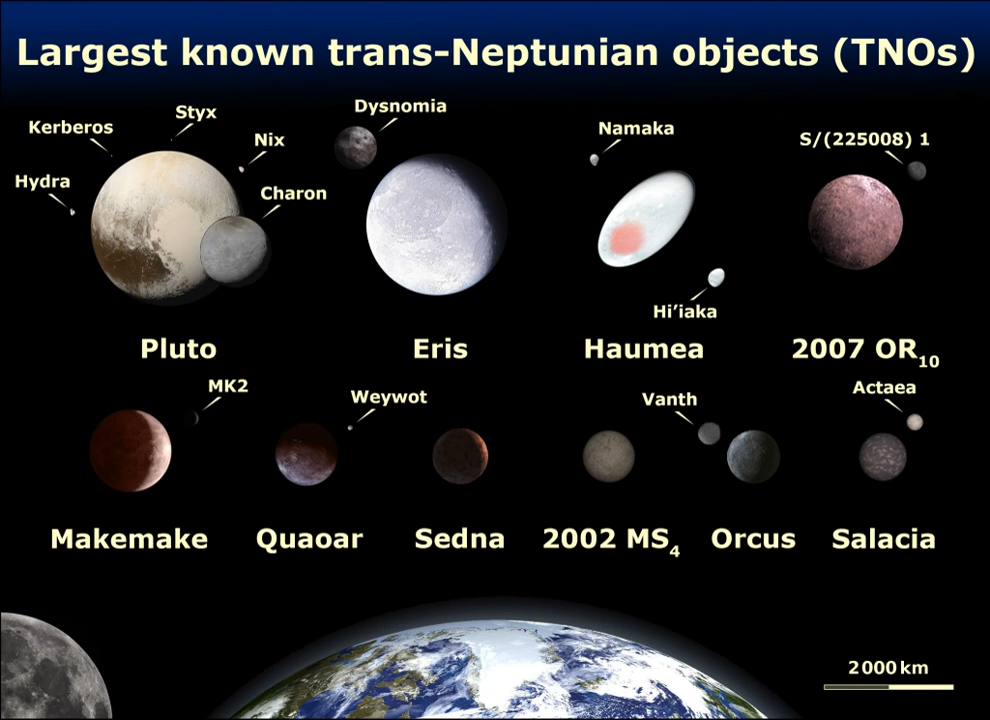 Largest known trans-Neptunian objects (TNOs)
Dysnomia
Styx
Kerberos
Namaka
Nix
S/(225008) 1
Hydra
Charon
Hi’iaka
Pluto
Eris
Haumea
2007 OR10
MK2
Weywot
Vanth
Actaea
Makemake
Quaoar
Sedna
2002 MS4
Orcus
Salacia
2000 km